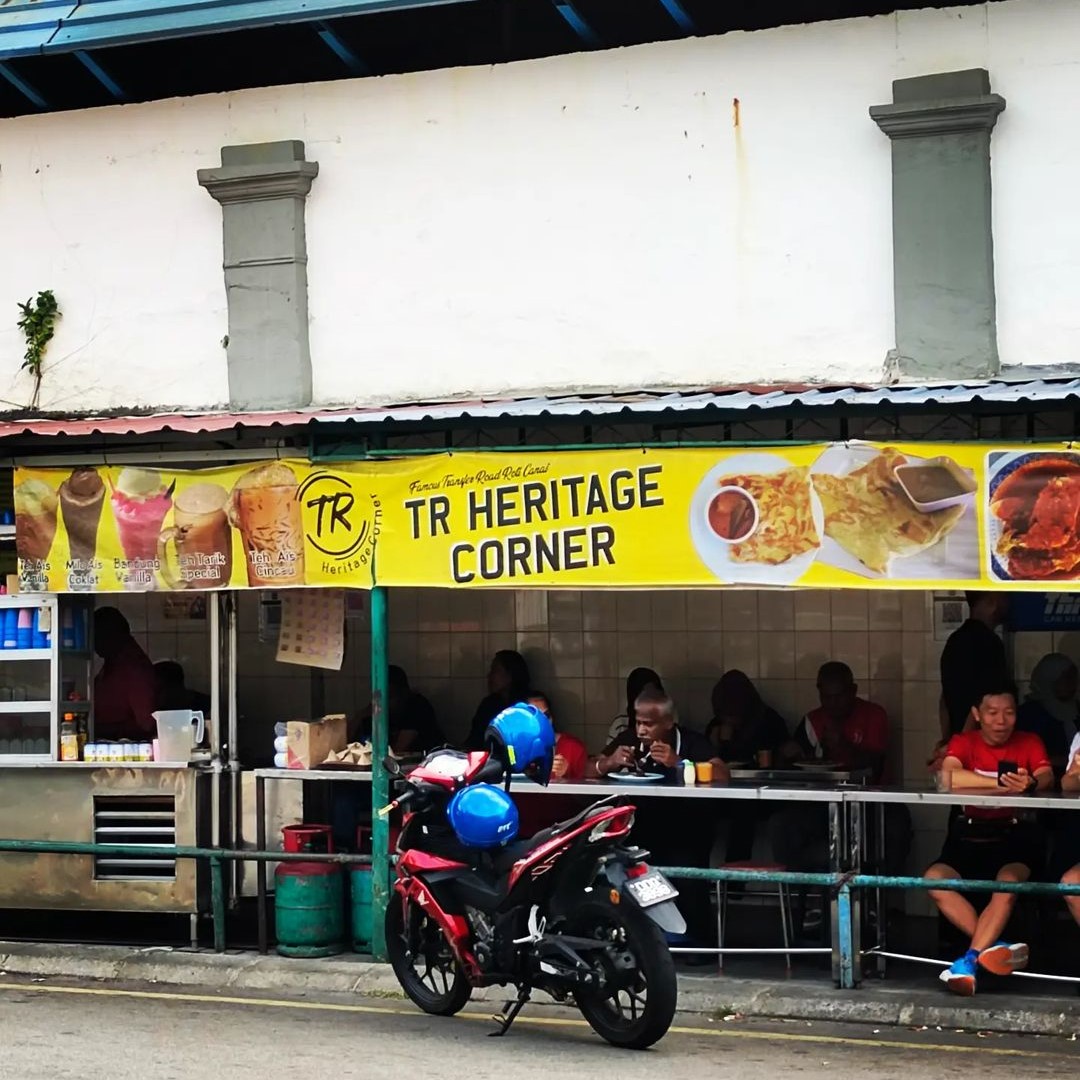 Teh Ais
Vanilla
Milo Ais
Coklat
Bandung
Vanilla
Teh Tarik
Special
Teh Ais
Cincau
TR
Heritage Corner
Famous Transfer Road Roti Canai
TR HERITAGE
CORNER